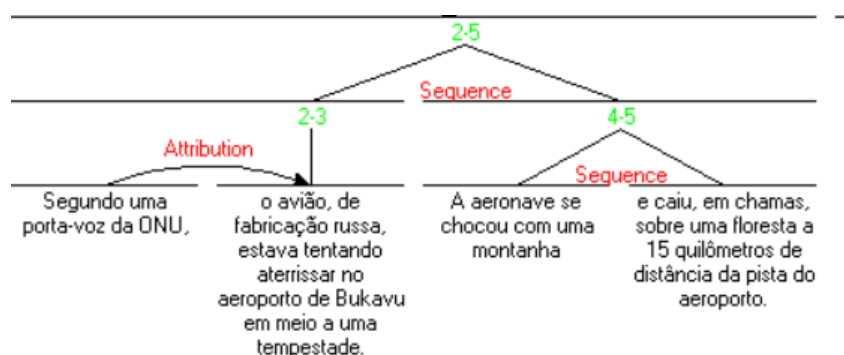 2-5
Sequence
2-3
4-5
Attribution
Sequence
Segundo uma
porta-voz da ONU,
o avião, de
fabricação russa,
estava tentando
aterrissar no
aeroporto de Bukavu
em meio a uma
tempestade.
A aeronave se
chocou com uma
montanha
e caiu, em chamas,
sobre uma floresta a
15 quilômetros de
distância da pista do
aeroporto.